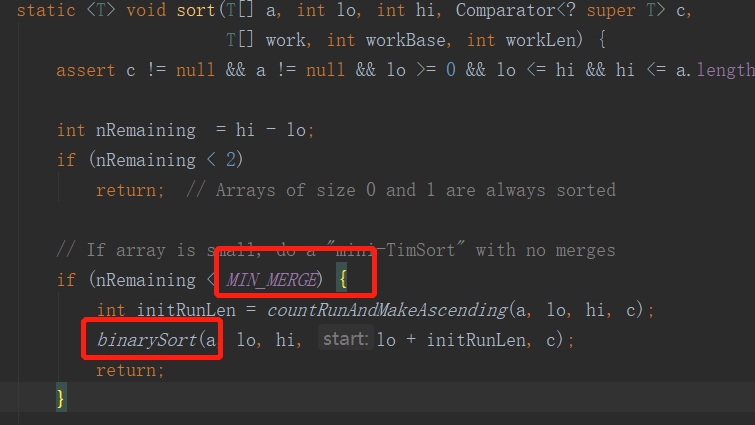 static <T> void sort(T[] a, int lo, int hi, Comparator<? super T> c,
T[] work, int workBase, int workLen) {
assert c != null && a != null && lo >= 0 && lo <= hi && hi <= a.length
int nRemaining  = hi - lo;
if (nRemaining < 2)
return;  // Arrays of size 0 and 1 are always sorted
// If array is small, do a "mini-TimSort" with no merges
if (nRemaining < MIN_MERGE) {
int initRunLen = countRunAndMakeAscending(a, lo, hi, c);
binarySort(a, lo, hi, start: lo + initRunLen, c);
return;
}